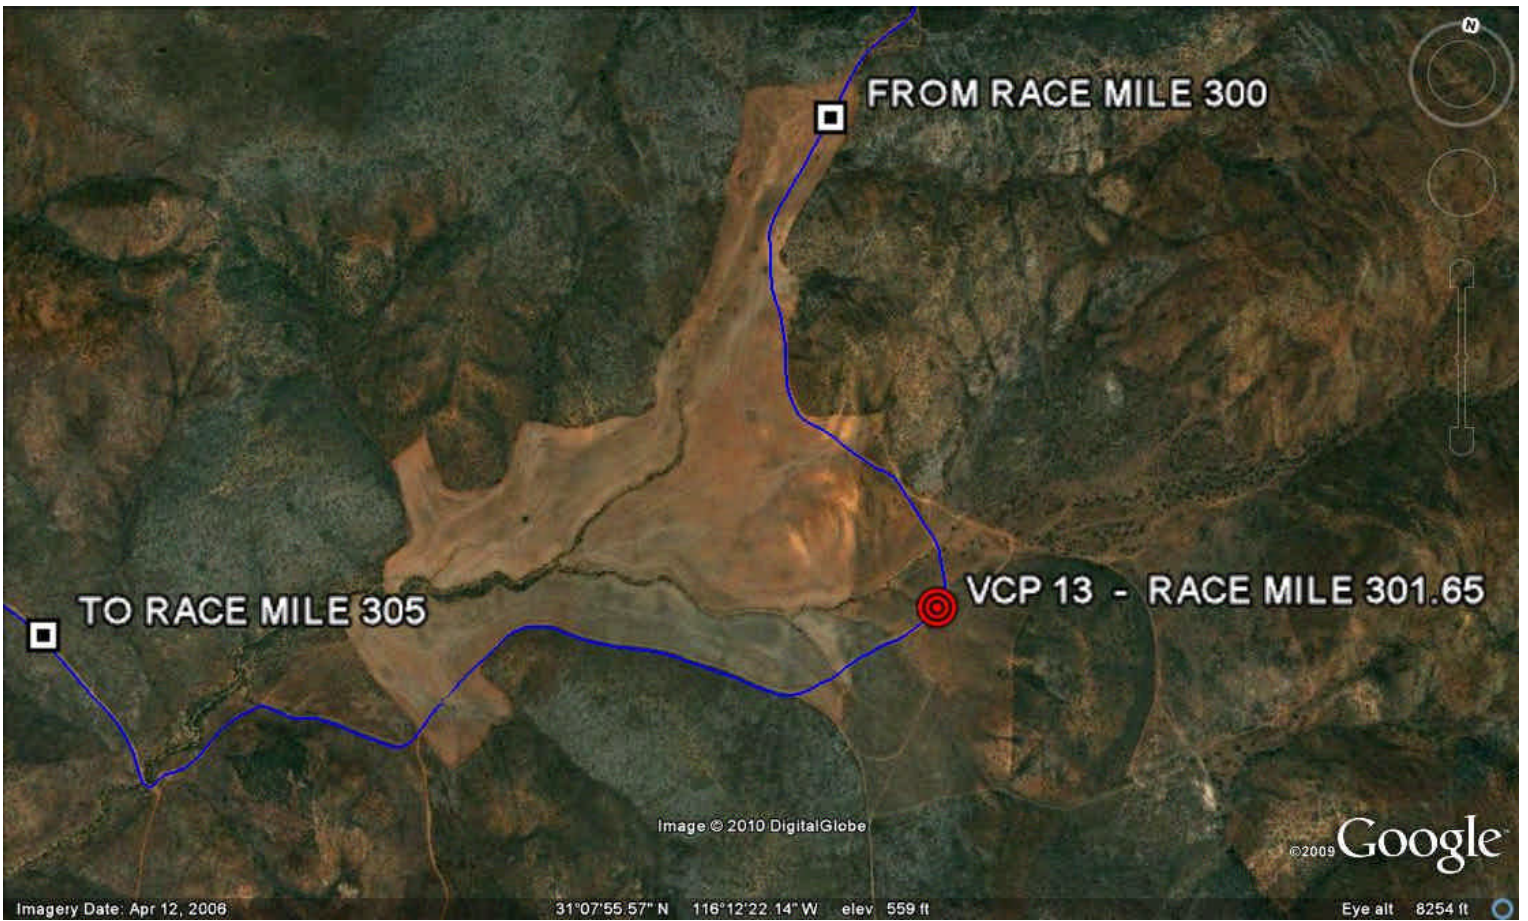 N
FROM RACE MILE 300
VCP 13 - RACE MILE 301.65
TO RACE MILE 305
Image © 2010 DigitalGlobe
©2009 Google
Imagery Date: Apr 12, 2006 31°07'55.57" N 116°12'22.14" W elev 559 ft Eye alt 8254 ft